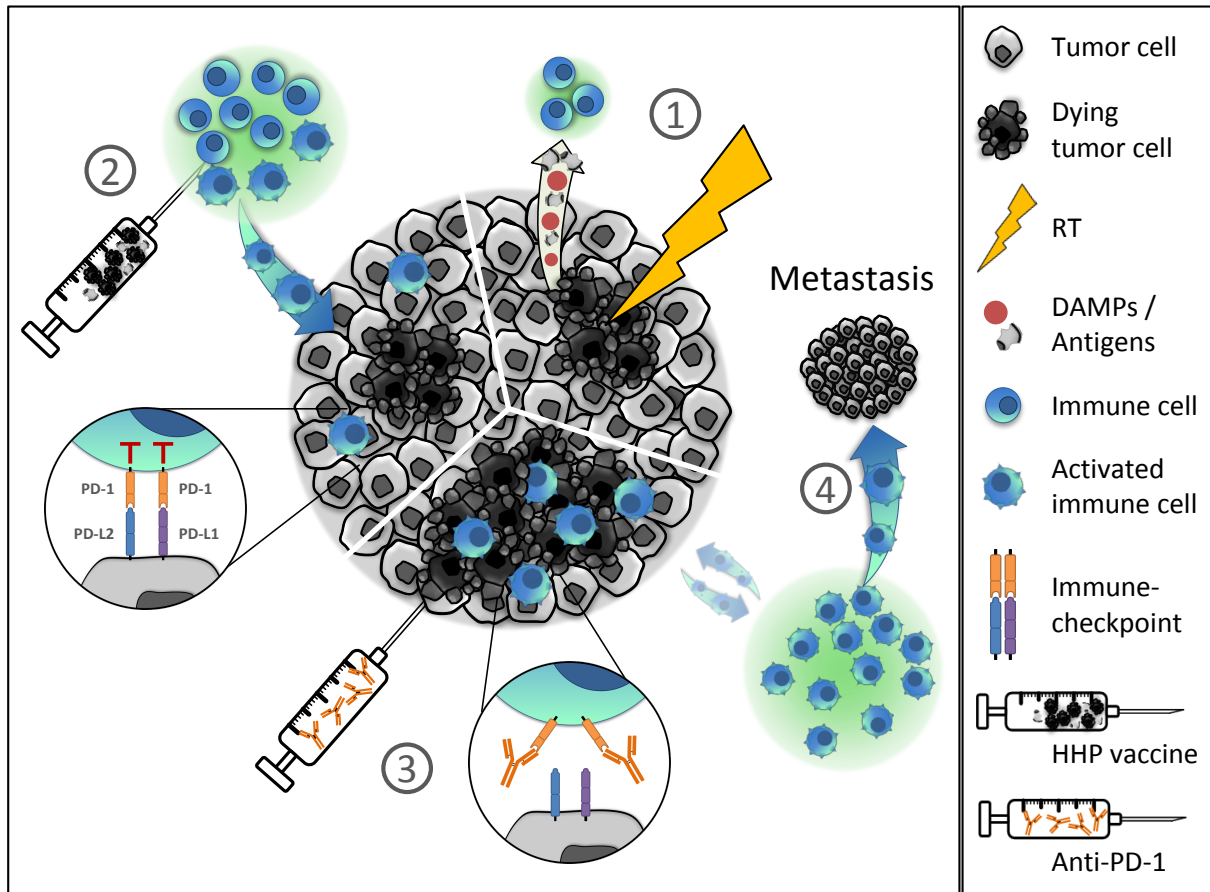 1
2
Metastasis
PD-1 PD-1
PD-L2 PD-L1
4
3
Tumor cell
Dying
tumor cell
RT
DAMPs /
Antigens
Immune cell
Activated
immune cell
Immune-
checkpoint
HHP vaccine
Anti-PD-1